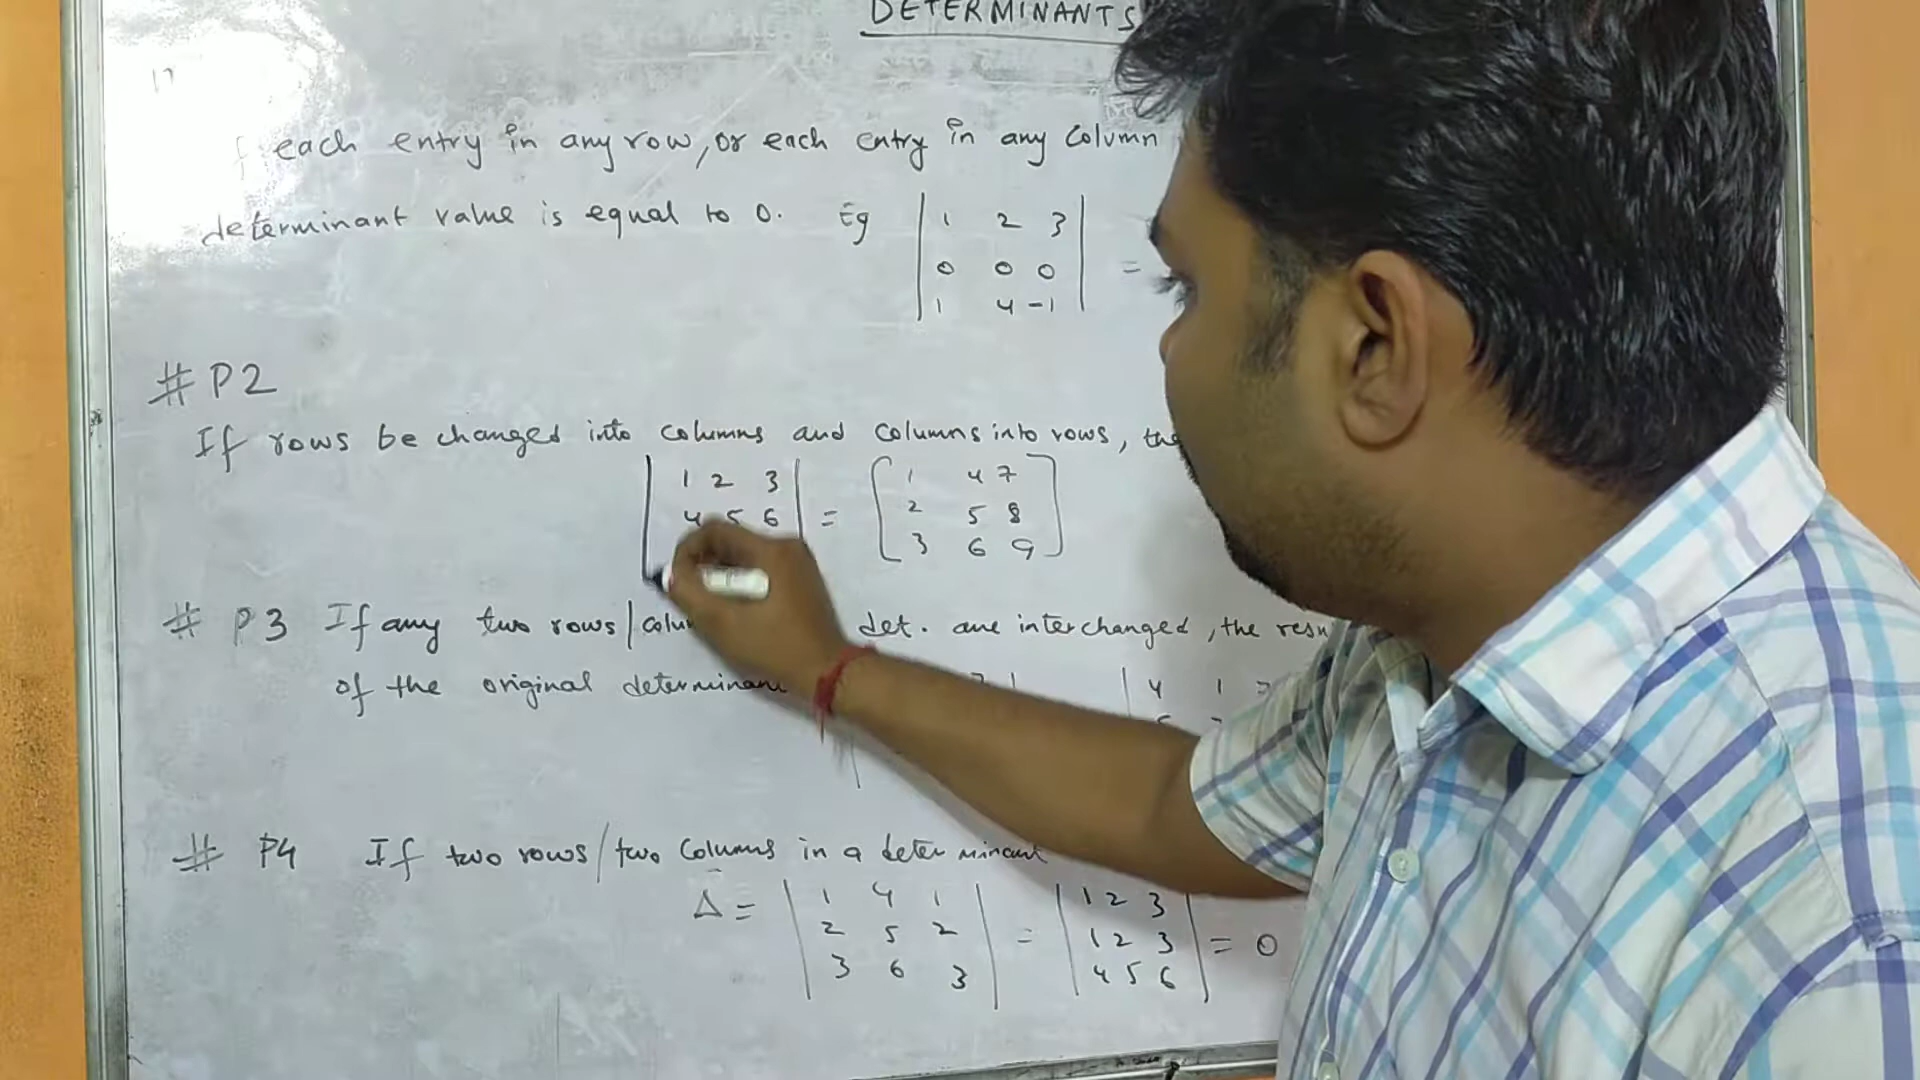 DETERMINANTS
each entry in any row, or each entry in any column
determinant value is equal to 0. Eg | 1 2 3 |
| 0 0 0 | =
| 1 4 -1 |
# P2
If rows be changed into columns and columns into rows, the
| 1 2 3 | [ 1 4 7 ]
| 4 5 6 | = [ 2 5 8 ]
[ 3 6 9 ]
# P3 If any two rows/ det. are interchanged, the
of the original | 4 1
# P4 If two rows/two columns in a determinant
Δ = | 1 4 1 | = | 1 2 3 | = 0
| 2 5 2 | | 1 2 3 |
| 3 6 3 | | 4 5 6 |